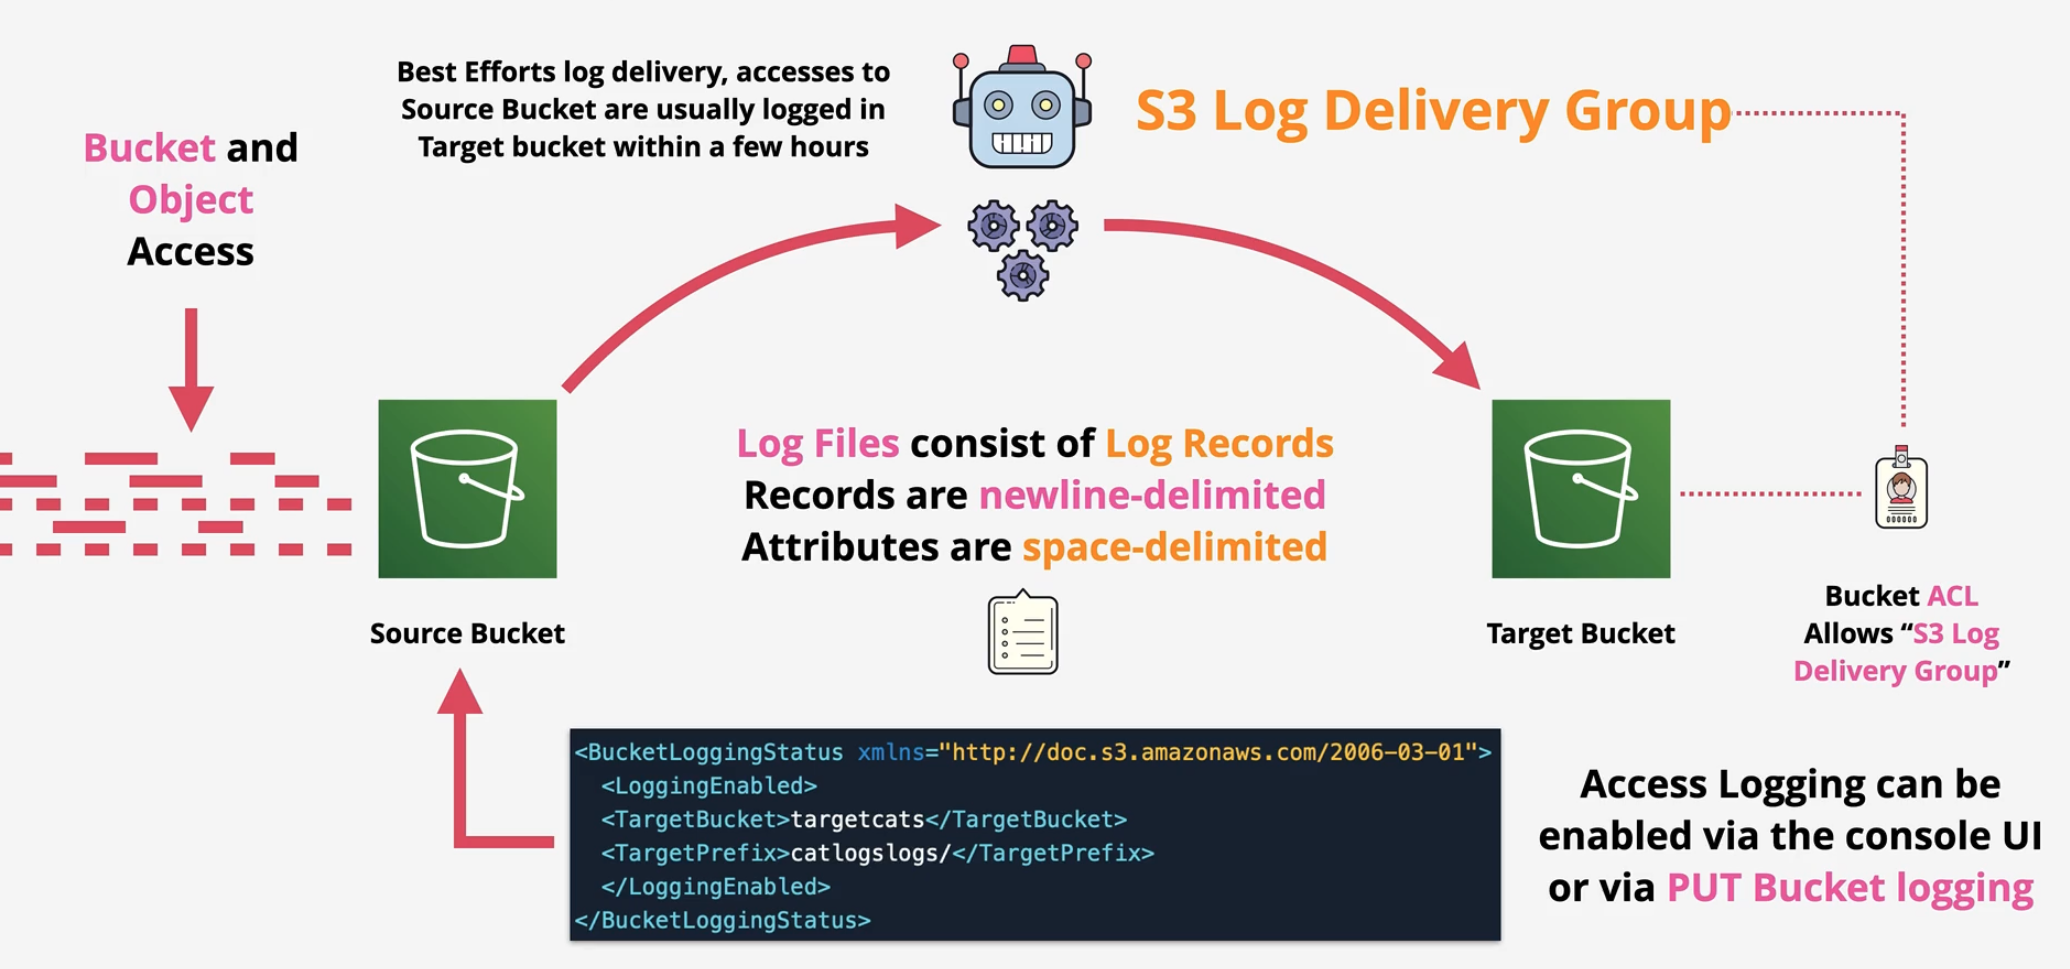 Best Efforts log delivery, accesses to
Source Bucket are usually logged in
Target bucket within a few hours
S3 Log Delivery Group
Bucket and
Object
Access
Log Files consist of Log Records
Records are newline-delimited
Attributes are space-delimited
Source Bucket
Target Bucket
Bucket ACL
Allows “S3 Log
Delivery Group”
<BucketLoggingStatus xmlns="http://doc.s3.amazonaws.com/2006-03-01">
<LoggingEnabled>
<TargetBucket>targetcats</TargetBucket>
<TargetPrefix>catlogslogs/</TargetPrefix>
</LoggingEnabled>
</BucketLoggingStatus>
Access Logging can be
enabled via the console UI
or via PUT Bucket logging